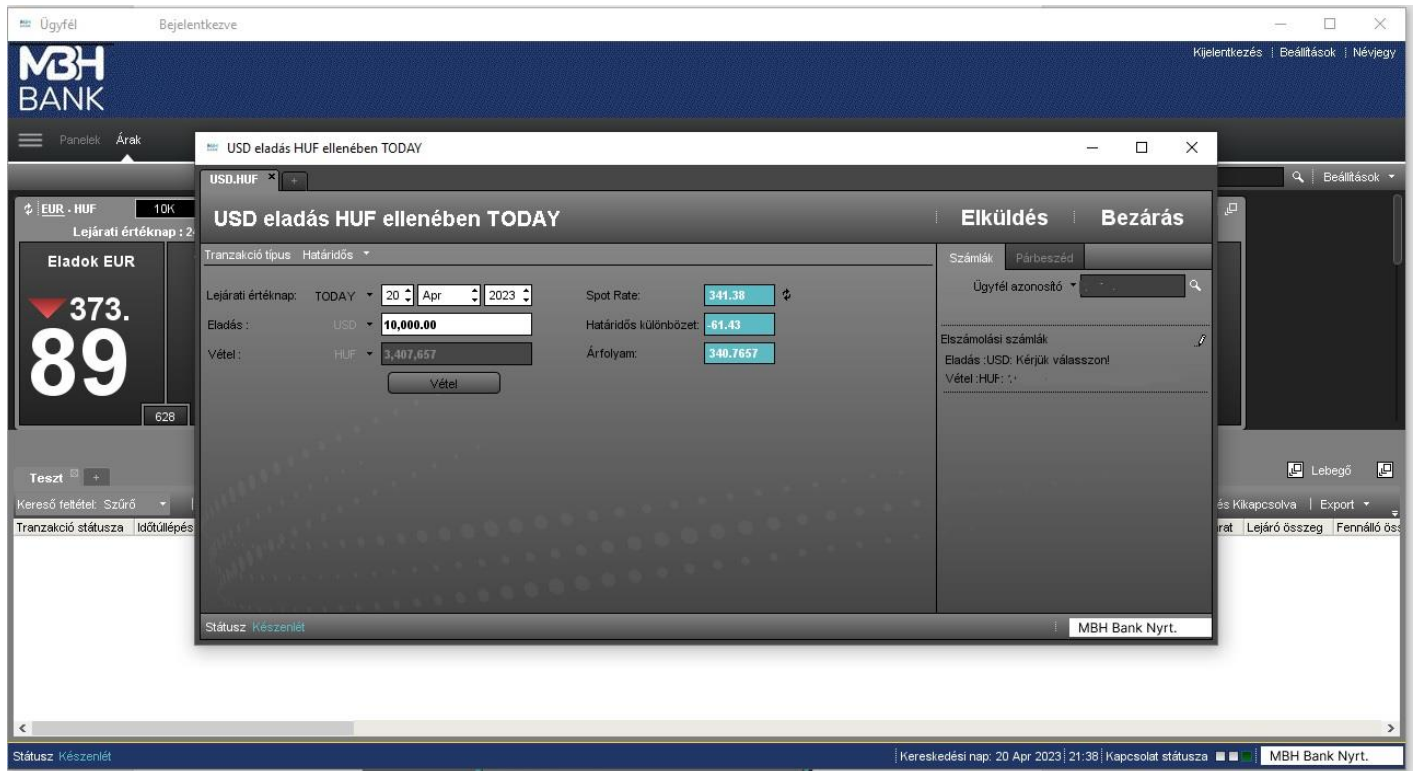 Ügyfél Bejelentkezve
MBH
BANK
Kijelentkezés | Beállítások | Névjegy
Panelek Árak
Beállítások
EUR - HUF 10K
Lejárati értéknap : 2
Eladok EUR
373.
89
628
USD eladás HUF ellenében TODAY
USD.HUF × +
USD eladás HUF ellenében TODAY
Elküldés Bezárás
Tranzakció típus Határidős
Lejárati értéknap: TODAY 20 Apr 2023 Spot Rate: 341.38
Eladás : USD 10,000.00 Határidős különbözet: -61.43
Vétel : HUF 3,407,657 Árfolyam: 340.7657
Vétel
Számlák Párbeszéd
Ügyfél azonosító
Elszámolási számlák
Eladás :USD: Kérjük válasszon!
Vétel :HUF:
Státusz Készenlét MBH Bank Nyrt.
Teszt +
Lebegő
Kereső feltétel: Szűrő
és Kikapcsolva | Export
Tranzakció státusza Időtúllépés
rat Lejáró összeg Fennálló öss
Státusz Készenlét
Kereskedési nap: 20 Apr 2023 21:38 Kapcsolat státusza MBH Bank Nyrt.